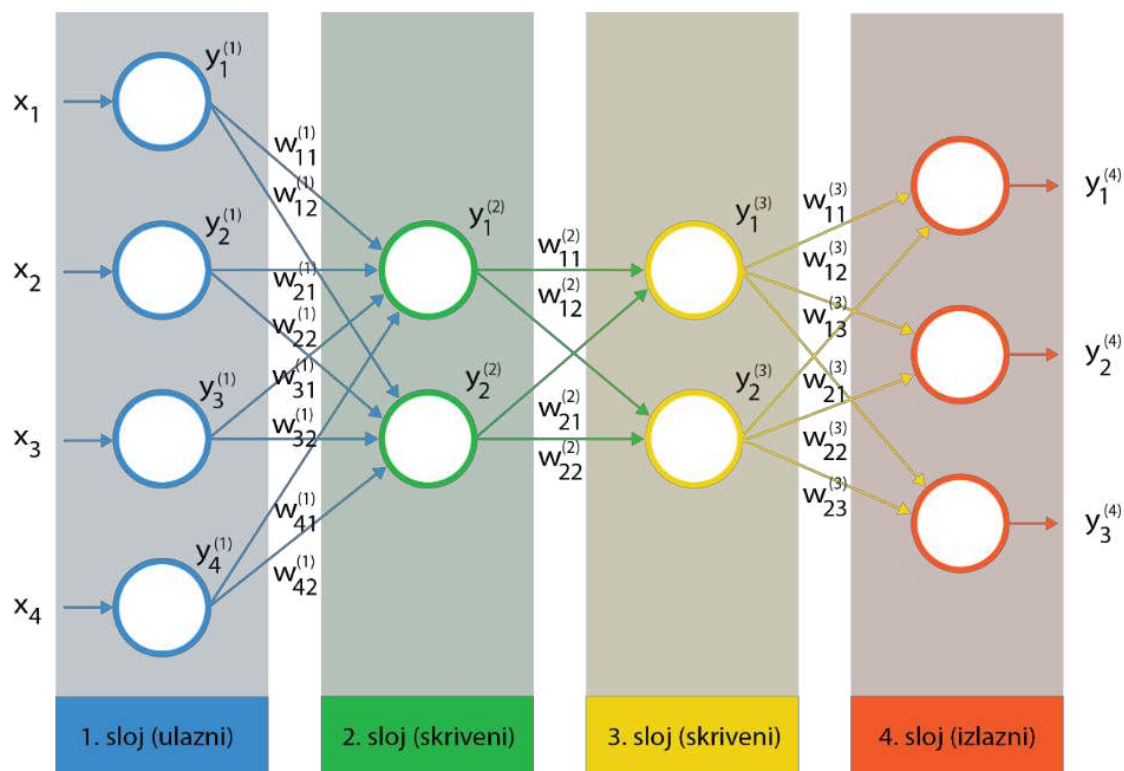 y₁⁽¹⁾
x₁
w₁₁⁽¹⁾
w₁₂⁽¹⁾
y₂⁽¹⁾
x₂
w₂₁⁽¹⁾
w₂₂⁽¹⁾
y₃⁽¹⁾
x₃
w₃₁⁽¹⁾
w₃₂⁽¹⁾
y₄⁽¹⁾
x₄
w₄₁⁽¹⁾
w₄₂⁽¹⁾
y₁⁽²⁾
y₂⁽²⁾
w₁₁⁽²⁾
w₁₂⁽²⁾
w₂₁⁽²⁾
w₂₂⁽²⁾
y₁⁽³⁾
y₂⁽³⁾
w₁₁⁽³⁾
w₁₂⁽³⁾
w₁₃⁽³⁾
w₂₁⁽³⁾
w₂₂⁽³⁾
w₂₃⁽³⁾
y₁⁽⁴⁾
y₂⁽⁴⁾
y₃⁽⁴⁾
1. sloj (ulazni)
2. sloj (skriveni)
3. sloj (skriveni)
4. sloj (izlazni)